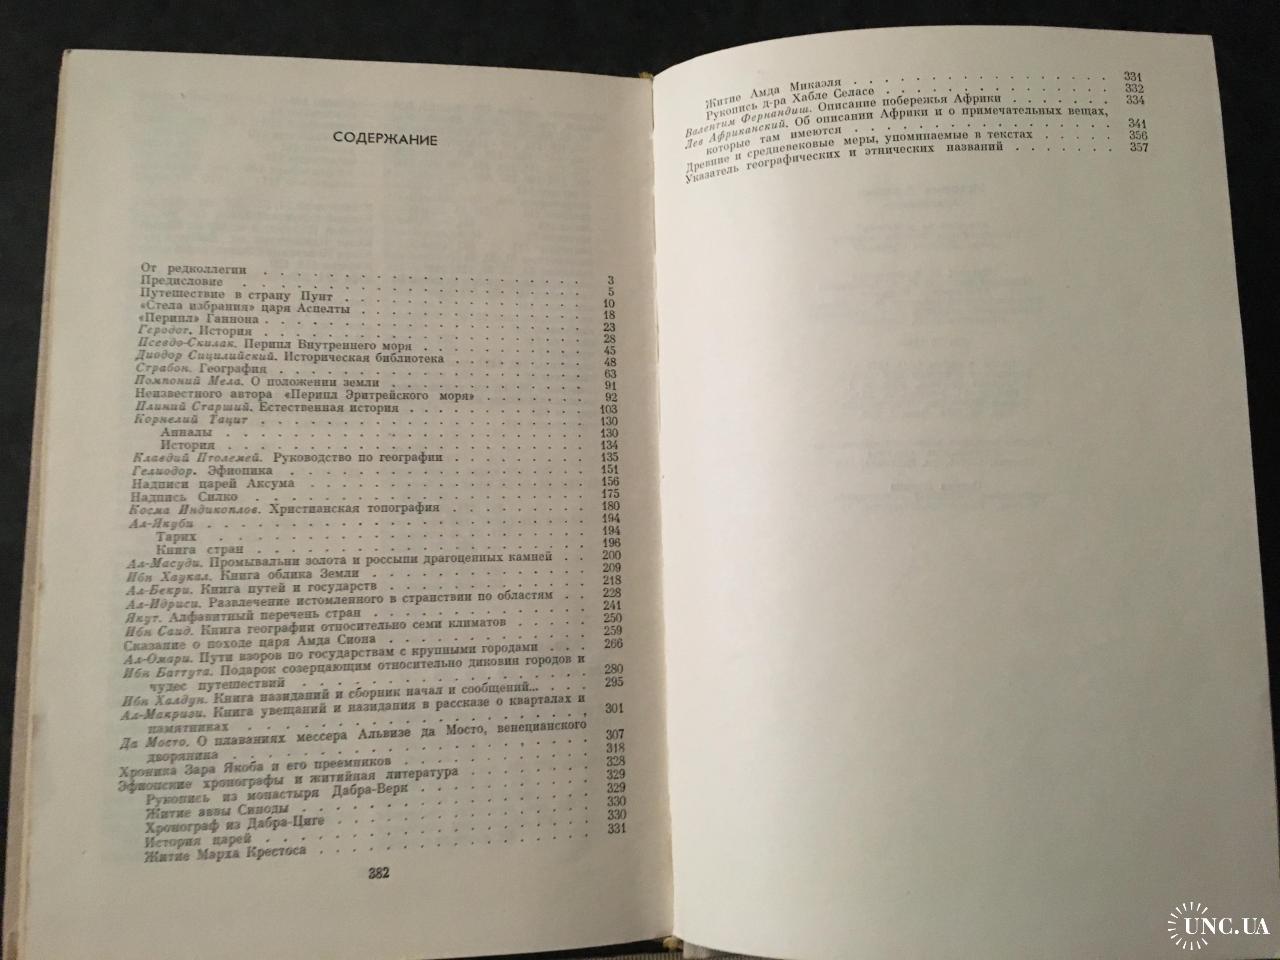 СОДЕРЖАНИЕ
От редколлегии . . . . . . . . . . 3
Предисловие . . . . . . . . . . 5
Путешествие в страну Пунт . . . . . . . . . . 10
«Стела избрания» царя Аспелты . . . . . . . . . . 18
«Перипл» Ганнона . . . . . . . . . . 23
Геродот. История . . . . . . . . . . 28
Псевдо-Скилак. Перипл Внутреннего моря . . . . . . . . . . 45
Диодор Сицилийский. Историческая библиотека . . . . . . . . . . 48
Страбон. География . . . . . . . . . . 63
Помпоний Мела. О положении земли . . . . . . . . . . 91
Неизвестного автора «Перипл Эритрейского моря» . . . . . . . 92
Плиний Старший. Естественная история . . . . . . . . . . 103
Корнелий Тацит . . . . . . . . . . 130
Анналы . . . . . . . . . . 130
История . . . . . . . . . . 134
Клавдий Птолемей. Руководство по географии . . . . . . . . 135
Гелиодор. Эфиопика . . . . . . . . . . 151
Надписи царей Аксума . . . . . . . . . . 156
Надпись Силко . . . . . . . . . . 175
Косма Индикоплов. Христианская топография . . . . . . . . 180
Ал-Якуби . . . . . . . . . . 194
Тарих . . . . . . . . . . 194
Книга стран . . . . . . . . . . 196
Ал-Масуди. Промывальни золота и россыпи драгоценных камней . . 200
Ибн Хаукал. Книга облика Земли . . . . . . . . . . 209
Ал-Бекри. Книга путей и государств . . . . . . . . . . 218
Ал-Идриси. Развлечение истомленного в странствии по областям . . 228
Якут. Алфавитный перечень стран . . . . . . . . . . 241
Ибн Саид. Книга географии относительно семи климатов . . . . . 250
Сказание о походе царя Амда Сиона . . . . . . . . . . 259
Ал-Омари. Пути взоров по государствам с крупными городами . . . 266
Ибн Баттута. Подарок созерцающим относительно диковин городов и
чудес путешествий . . . . . . . . . . 280
Ибн Халдун. Книга назиданий и сборник начал и сообщений... . . . 295
Ал-Макризи. Книга увещаний и назидания в рассказе о кварталах и
памятниках . . . . . . . . . . 301
Да Мосто. О плаваниях мессера Альвизе да Мосто, венецианского
дворянина . . . . . . . . . . 307
Хроника Зара Якоба и его преемников . . . . . . . . . . 318
Эфиопские хронографы и житийная литература . . . . . . . . 328
Рукопись из монастыря Дабра-Верк . . . . . . . . . . 329
Житие аввы Синоды . . . . . . . . . . 329
Хронограф из Дабра-Циге . . . . . . . . . . 330
История царей . . . . . . . . . . 330
Житие Марха Крестоса . . . . . . . . . . 331
382
Житие Амда Микаэля . . . . . . . . . . 331
Рукопись д-ра Хабле Селасе . . . . . . . . . . 332
Валентим Фернандиш. Описание побережья Африки . . . . . . . 334
Лев Африканский. Об описании Африки и о примечательных вещах,
которые там имеются . . . . . . . . . . 341
Древние и средневековые меры, упоминаемые в текстах . . . . . 356
Указатель географических и этнических названий . . . . . . . 357
UNC.UA